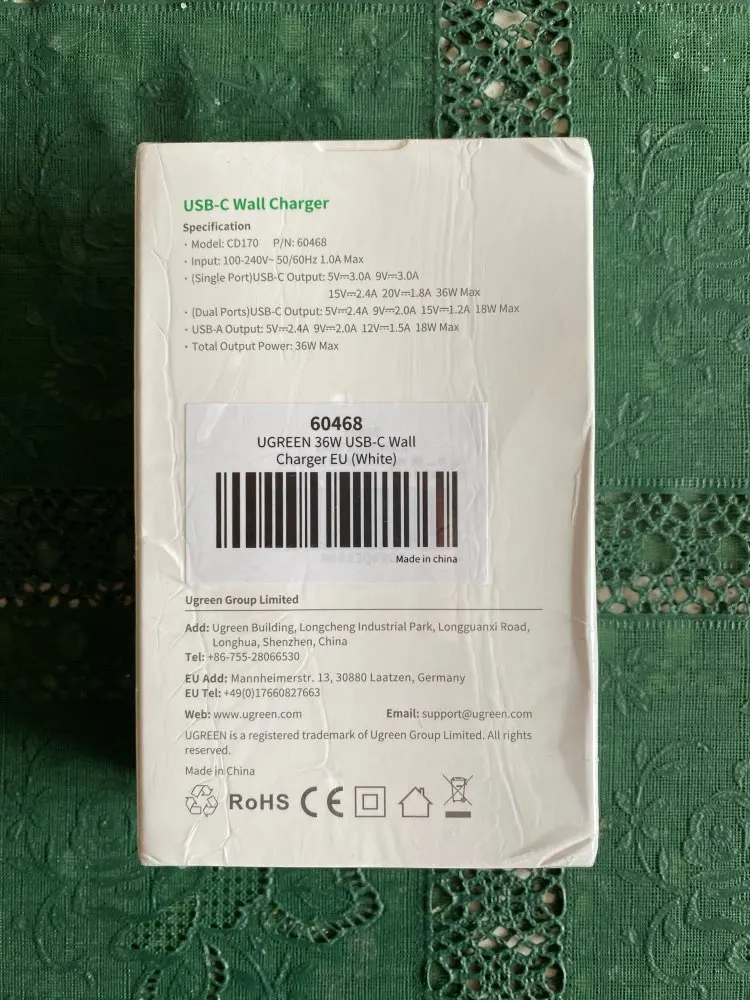 USB-C Wall Charger
Specification
· Model: CD170 P/N: 60468
· Input: 100-240V~ 50/60Hz 1.0A Max
· (Single Port)USB-C Output: 5V⎓3.0A 9V⎓3.0A
15V⎓2.4A 20V⎓1.8A 36W Max
· (Dual Ports)USB-C Output: 5V⎓2.4A 9V⎓2.0A 15V⎓1.2A 18W Max
· USB-A Output: 5V⎓2.4A 9V⎓2.0A 12V⎓1.5A 18W Max
· Total Output Power: 36W Max
60468
UGREEN 36W USB-C Wall
Charger EU (White)
Made in china
Ugreen Group Limited
Add: Ugreen Building, Longcheng Industrial Park, Longguanxi Road,
Longhua, Shenzhen, China
Tel: +86-755-28066530
EU Add: Mannheimerstr. 13, 30880 Laatzen, Germany
EU Tel: +49(0)17660827663
Web: www.ugreen.com Email: support@ugreen.com
UGREEN is a registered trademark of Ugreen Group Limited. All rights
reserved.
Made in China
RoHS CE